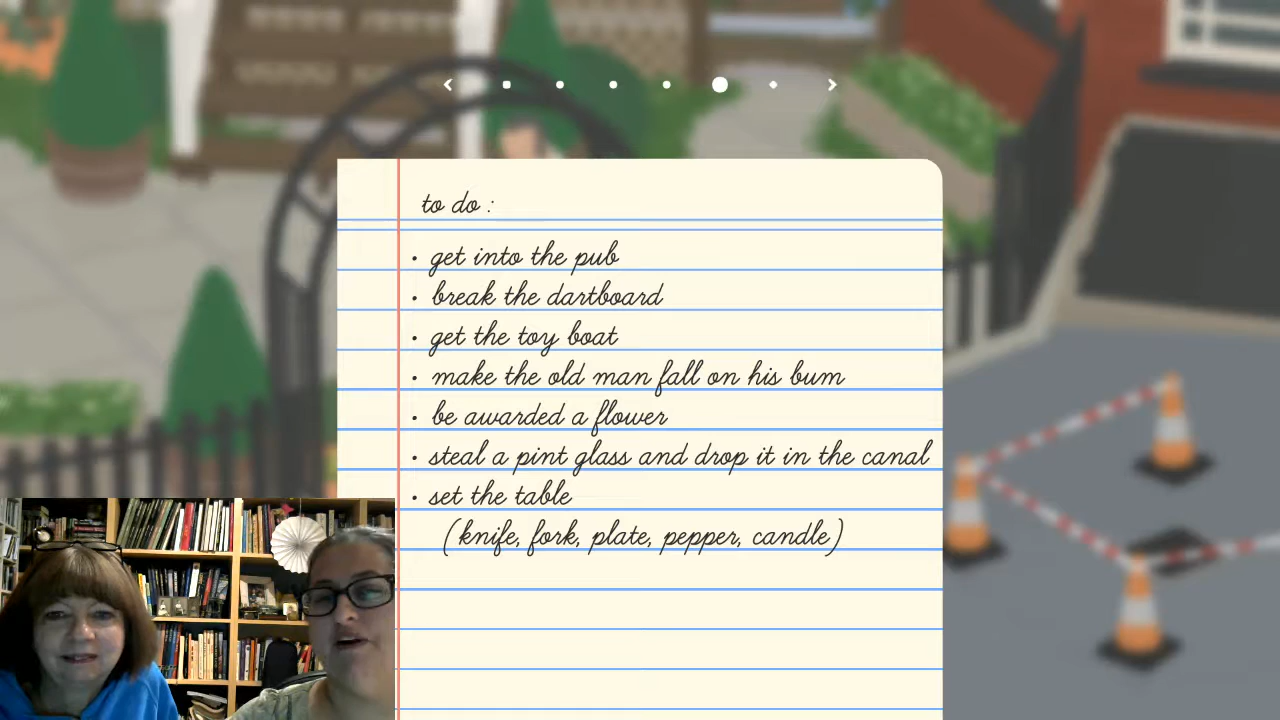 to do :
• get into the pub
• break the dartboard
• get the toy boat
• make the old man fall on his bum
• be awarded a flower
• steal a pint glass and drop it in the canal
• set the table
(knife, fork, plate, pepper, candle)